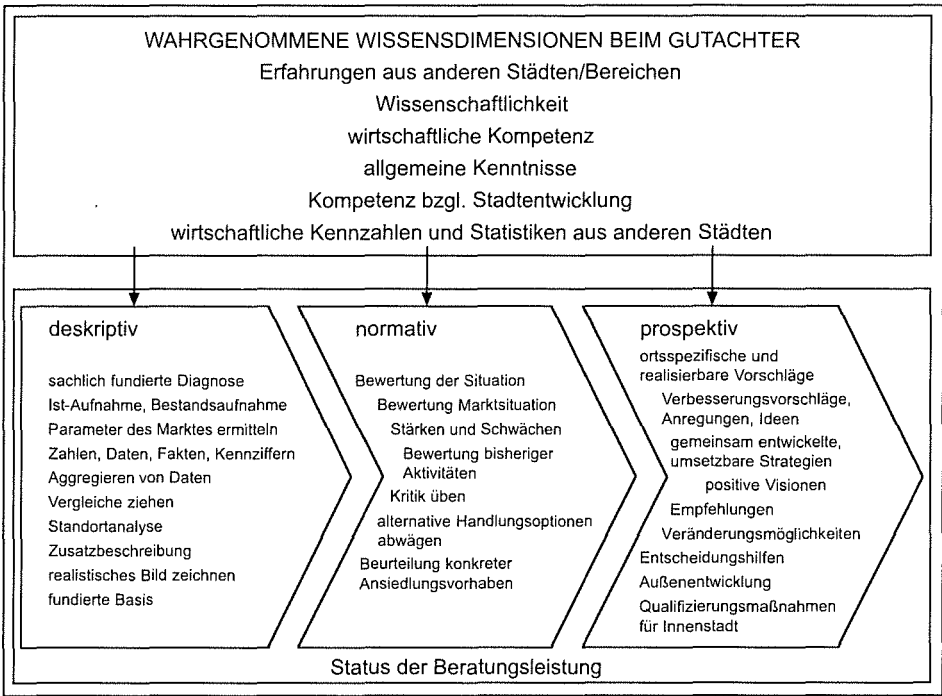 WAHRGENOMMENE WISSENSDIMENSIONEN BEIM GUTACHTER
Erfahrungen aus anderen Städten/Bereichen
Wissenschaftlichkeit
wirtschaftliche Kompetenz
allgemeine Kenntnisse
Kompetenz bzgl. Stadtentwicklung
wirtschaftliche Kennzahlen und Statistiken aus anderen Städten
deskriptiv
sachlich fundierte Diagnose
Ist-Aufnahme, Bestandsaufnahme
Parameter des Marktes ermitteln
Zahlen, Daten, Fakten, Kennziffern
Aggregieren von Daten
Vergleiche ziehen
Standortanalyse
Zusatzbeschreibung
realistisches Bild zeichnen
fundierte Basis
normativ
Bewertung der Situation
Bewertung Marktsituation
Stärken und Schwächen
Bewertung bisheriger
Aktivitäten
Kritik üben
alternative Handlungsoptionen
abwägen
Beurteilung konkreter
Ansiedlungsvorhaben
prospektiv
ortsspezifische und
realisierbare Vorschläge
Verbesserungsvorschläge,
Anregungen, Ideen
gemeinsam entwickelte,
umsetzbare Strategien
positive Visionen
Empfehlungen
Veränderungsmöglichkeiten
Entscheidungshilfen
Außenentwicklung
Qualifizierungsmaßnahmen
für Innenstadt
Status der Beratungsleistung